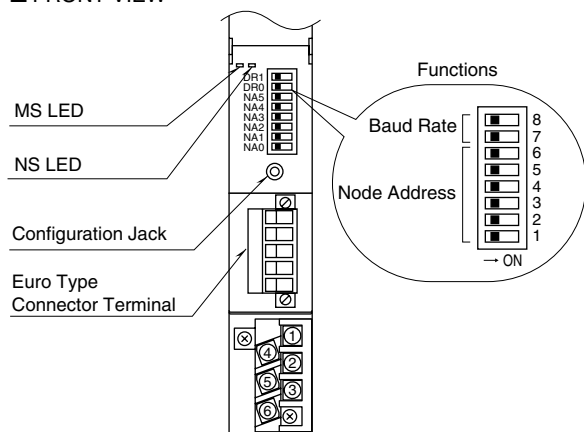 ■ FRONT VIEW
MS LED
NS LED
Configuration Jack
Euro Type
Connector Terminal
DR1
DR0
NA5
NA4
NA3
NA2
NA1
NA0
1
4
2
5
3
6
Functions
Baud Rate
Node Address
8
7
6
5
4
3
2
1
→ ON